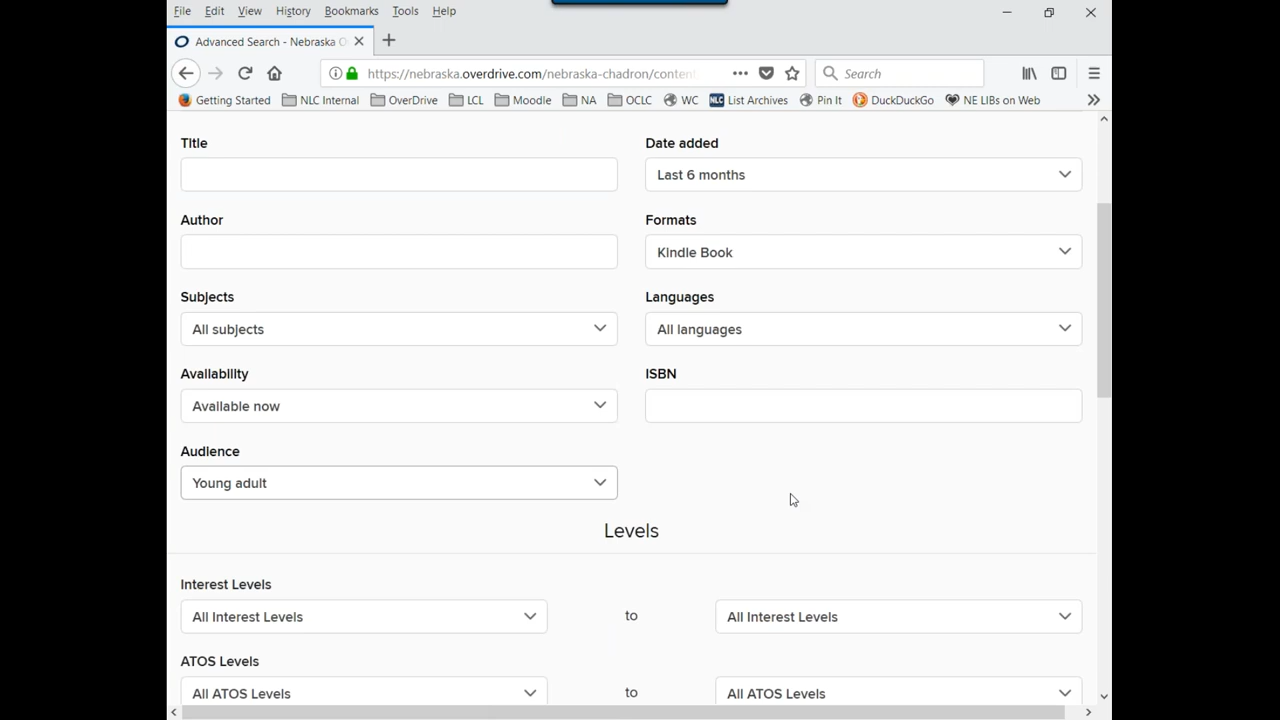 File Edit View History Bookmarks Tools Help
Advanced Search - Nebraska O
https://nebraska.overdrive.com/nebraska-chadron/conten
Search
Getting Started NLC Internal OverDrive LCL Moodle NA OCLC WC NLC List Archives Pin It DuckDuckGo NE LIBs on Web
Title
Date added
Last 6 months
Author
Formats
Kindle Book
Subjects
All subjects
Languages
All languages
Availability
Available now
ISBN
Audience
Young adult
Levels
Interest Levels
All Interest Levels to All Interest Levels
ATOS Levels
All ATOS Levels to All ATOS Levels